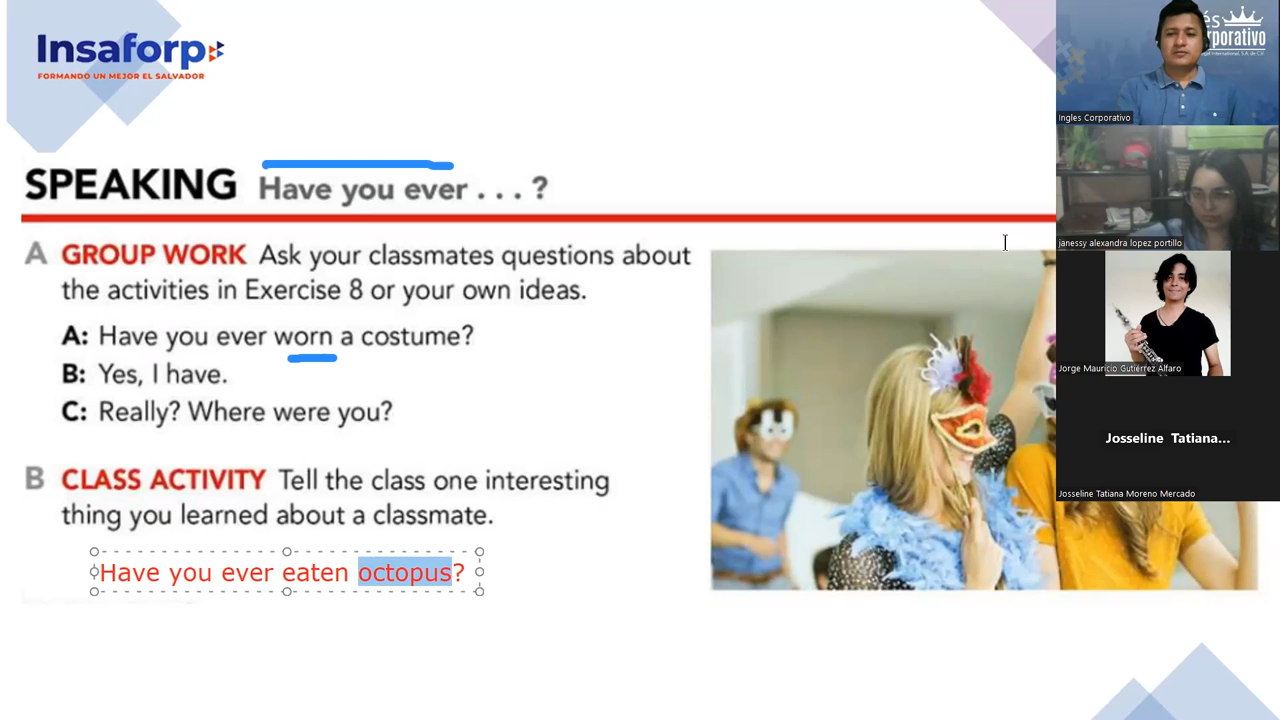 Insaforp
FORMANDO UN MEJOR EL SALVADOR
SPEAKING Have you ever . . . ?
A GROUP WORK Ask your classmates questions about
the activities in Exercise 8 or your own ideas.
A: Have you ever worn a costume?
B: Yes, I have.
C: Really? Where were you?
B CLASS ACTIVITY Tell the class one interesting
thing you learned about a classmate.
Have you ever eaten octopus?
Ingles Corporativo
janessy alexandra lopez portillo
Jorge Mauricio Gutiérrez Alfaro
Josseline Tatiana...
Josseline Tatiana Moreno Mercado